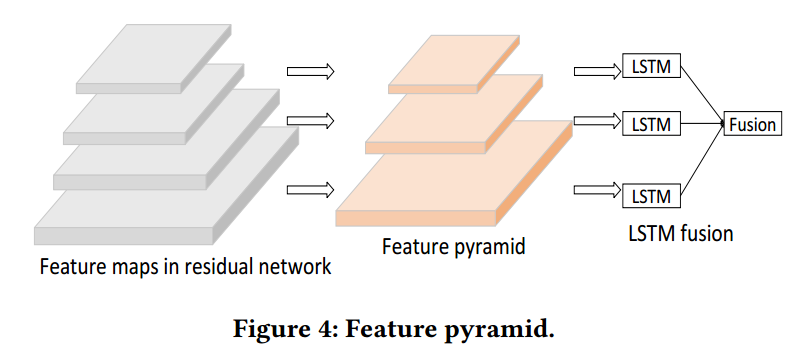 LSTM
LSTM
Fusion
LSTM
Feature maps in residual network
Feature pyramid
LSTM fusion
Figure 4: Feature pyramid.